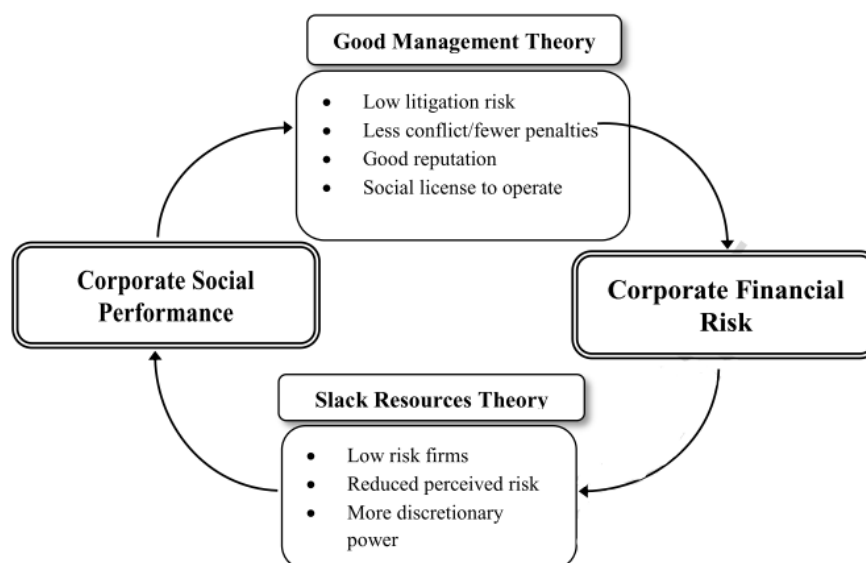 Good Management Theory
• Low litigation risk
• Less conflict/fewer penalties
• Good reputation
• Social license to operate
Corporate Social
Performance
Corporate Financial
Risk
Slack Resources Theory
• Low risk firms
• Reduced perceived risk
• More discretionary
power